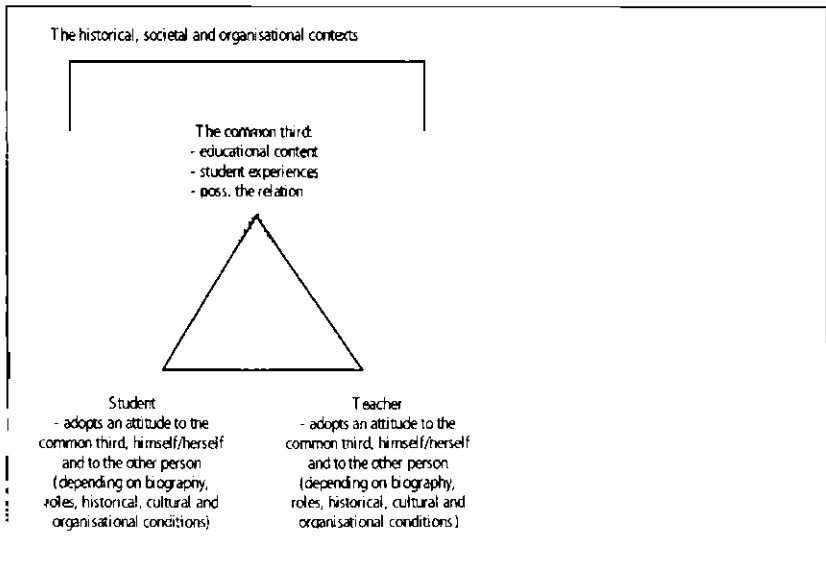 The historical, societal and organisational contexts
The common third:
- educational content
- student experiences
- poss. the relation
Student
- adopts an attitude to the
common third, himself/herself
and to the other person
(depending on biography,
roles, historical, cultural and
organisational conditions)
Teacher
- adopts an attitude to the
common third, himself/herself
and to the other person
(depending on biography,
roles, historical, cultural and
organisational conditions)